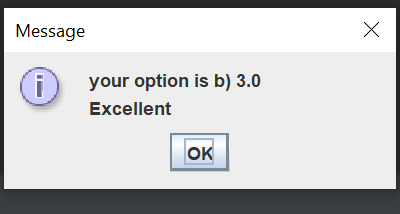 Message
your option is b) 3.0
Excellent
OK